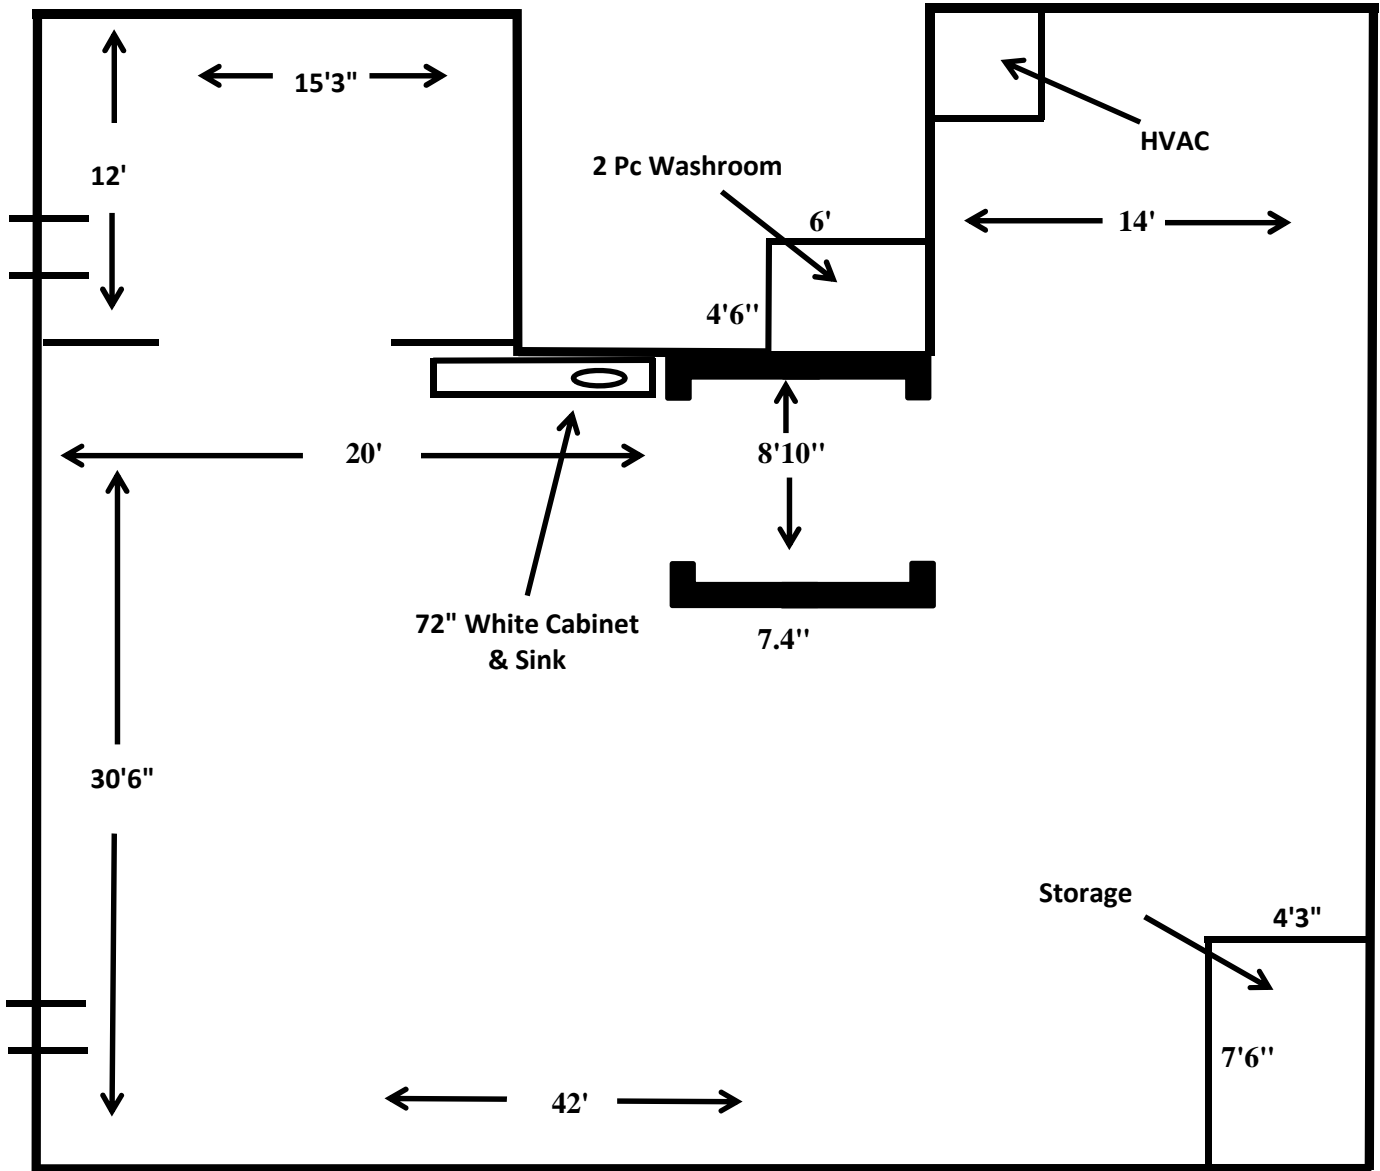 15'3"
HVAC
2 Pc Washroom
12'
6'
14'
4'6''
20'
8'10''
72" White Cabinet
& Sink
7.4''
30'6"
Storage
4'3"
7'6''
42'